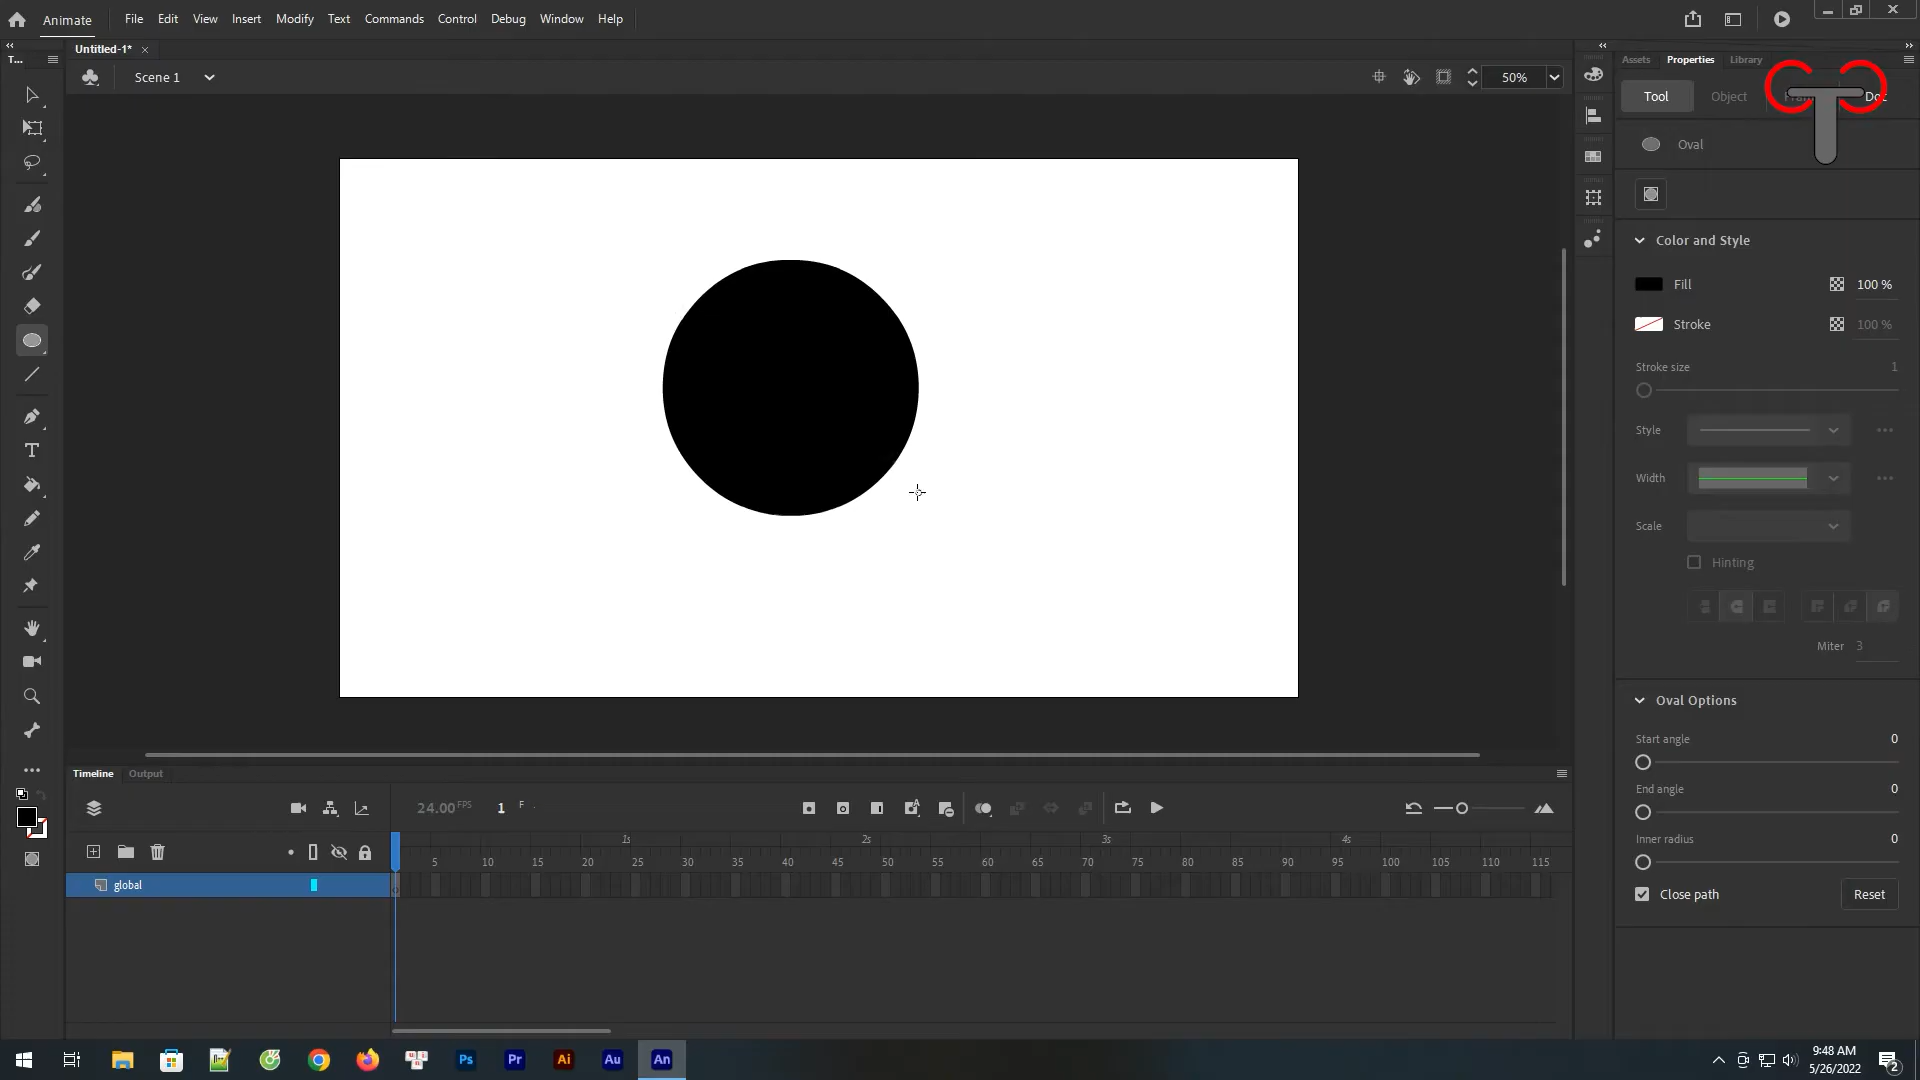 Animate File Edit View Insert Modify Text Commands Control Debug Window Help
Untitled-1*
T... Assets Properties Library
Scene 1 50%
Tool Object Doc
Oval
Color and Style
Fill 100 %
Stroke 100 %
Stroke size 1
Style
Width
Scale
Hinting
Miter 3
Oval Options
Start angle 0
End angle 0
Inner radius 0
Close path Reset
Timeline Output
24.00 FPS 1 F
1s 2s 3s 4s
5 10 15 20 25 30 35 40 45 50 55 60 65 70 75 80 85 90 95 100 105 110 115
global
Ps Pr Ai Au An
9:48 AM
5/26/2022
2